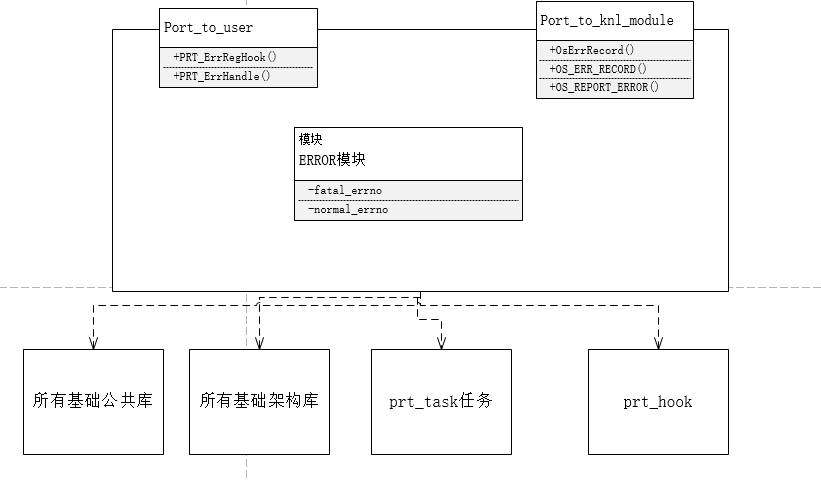 Port_to_user
+PRT_ErrRegHook()
+PRT_ErrHandle()
Port_to_knl_module
+OsErrRecord()
+OS_ERR_RECORD()
+OS_REPORT_ERROR()
模块
ERROR模块
-fatal_errno
-normal_errno
所有基础公共库
所有基础架构库
prt_task任务
prt_hook